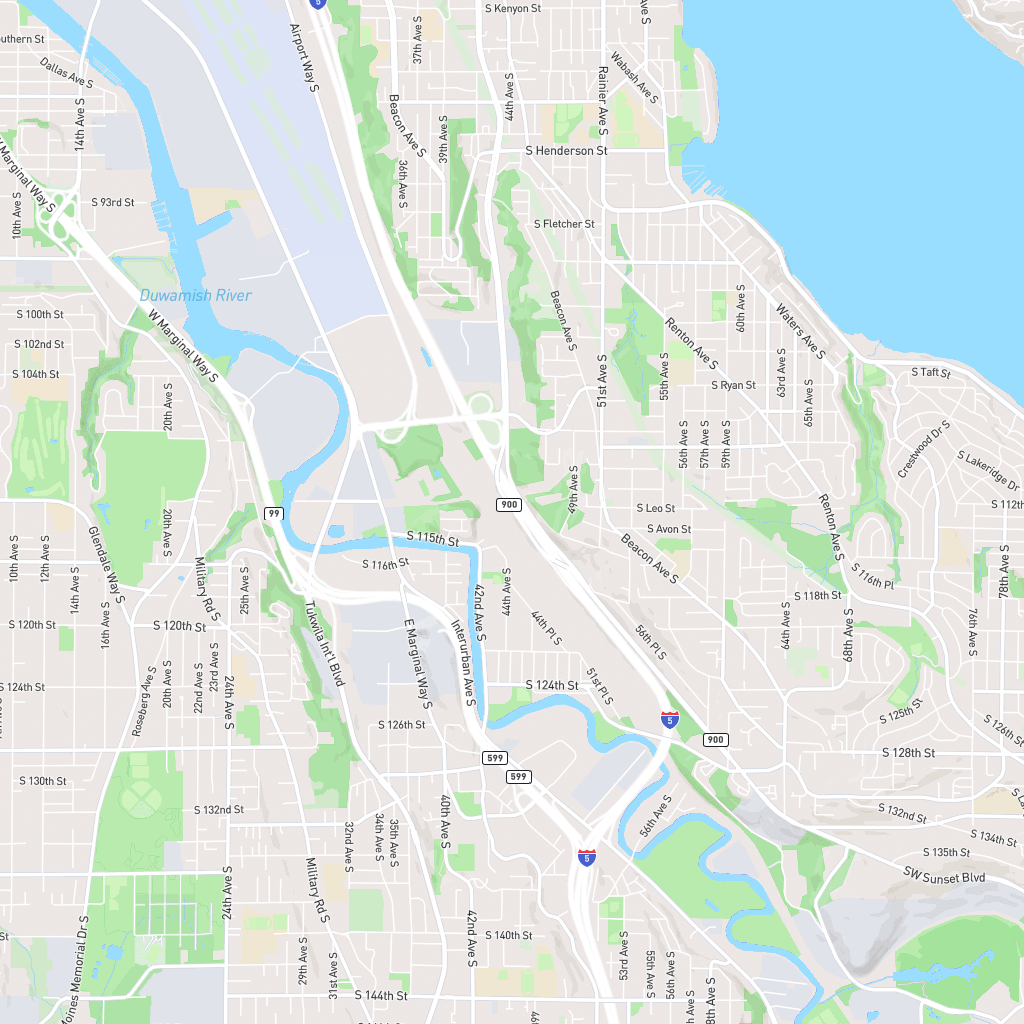 5
S Kenyon St
Ave S
37th Ave S
Airport Way S
outhern St
Dallas Ave S
Wabash Ave S
Rainier Ave S
44th Ave S
14th Ave S
Beacon Ave S
39th Ave S
S Henderson St
36th Ave S
W Marginal Way S
10th Ave S
S 93rd St
S Fletcher St
Duwamish River
Beacon Ave S
60th Ave S
Waters Ave S
S 100th St
W Marginal Way S
Renton Ave S
S 102nd St
S 104th St
20th Ave S
51st Ave S
55th Ave S
63rd Ave S
S Taft St
S Ryan St
65th Ave S
56th Ave S
57th Ave S
59th Ave S
Crestwood Dr S
S Lakeridge Dr
49th Ave S
900
99
S Leo St
Renton Ave S
S 112th
20th Ave S
S Avon St
Glendale Way S
10th Ave S
12th Ave S
S 115th St
Beacon Ave S
S 116th St
S 116th Pl
78th Ave S
14th Ave S
Military Rd S
25th Ave S
44th Ave S
42nd Ave S
S 118th St
16th Ave S
Tukwila Int'l Blvd
44th Pl S
64th Ave S
68th Ave S
76th Ave S
S 120th St
S 120th St
E Marginal Way S
Interurban Ave S
56th Pl S
Roseberg Ave S
20th Ave S
22nd Ave S
23rd Ave S
24th Ave S
51st Pl S
S 124th St
S 124th St
S 125th St
5
S 126th St
S 126th St
900
S 128th St
599
599
S 130th St
S 132nd St
40th Ave S
56th Ave S
S 132nd St
32nd Ave S
34th Ave S
35th Ave S
S 134th St
5
S 135th St
Military Rd S
SW Sunset Blvd
24th Ave S
42nd Ave S
S 140th St
29th Ave S
31st Ave S
53rd Ave S
55th Ave S
56th Ave S
Moines Memorial Dr S
S 144th St